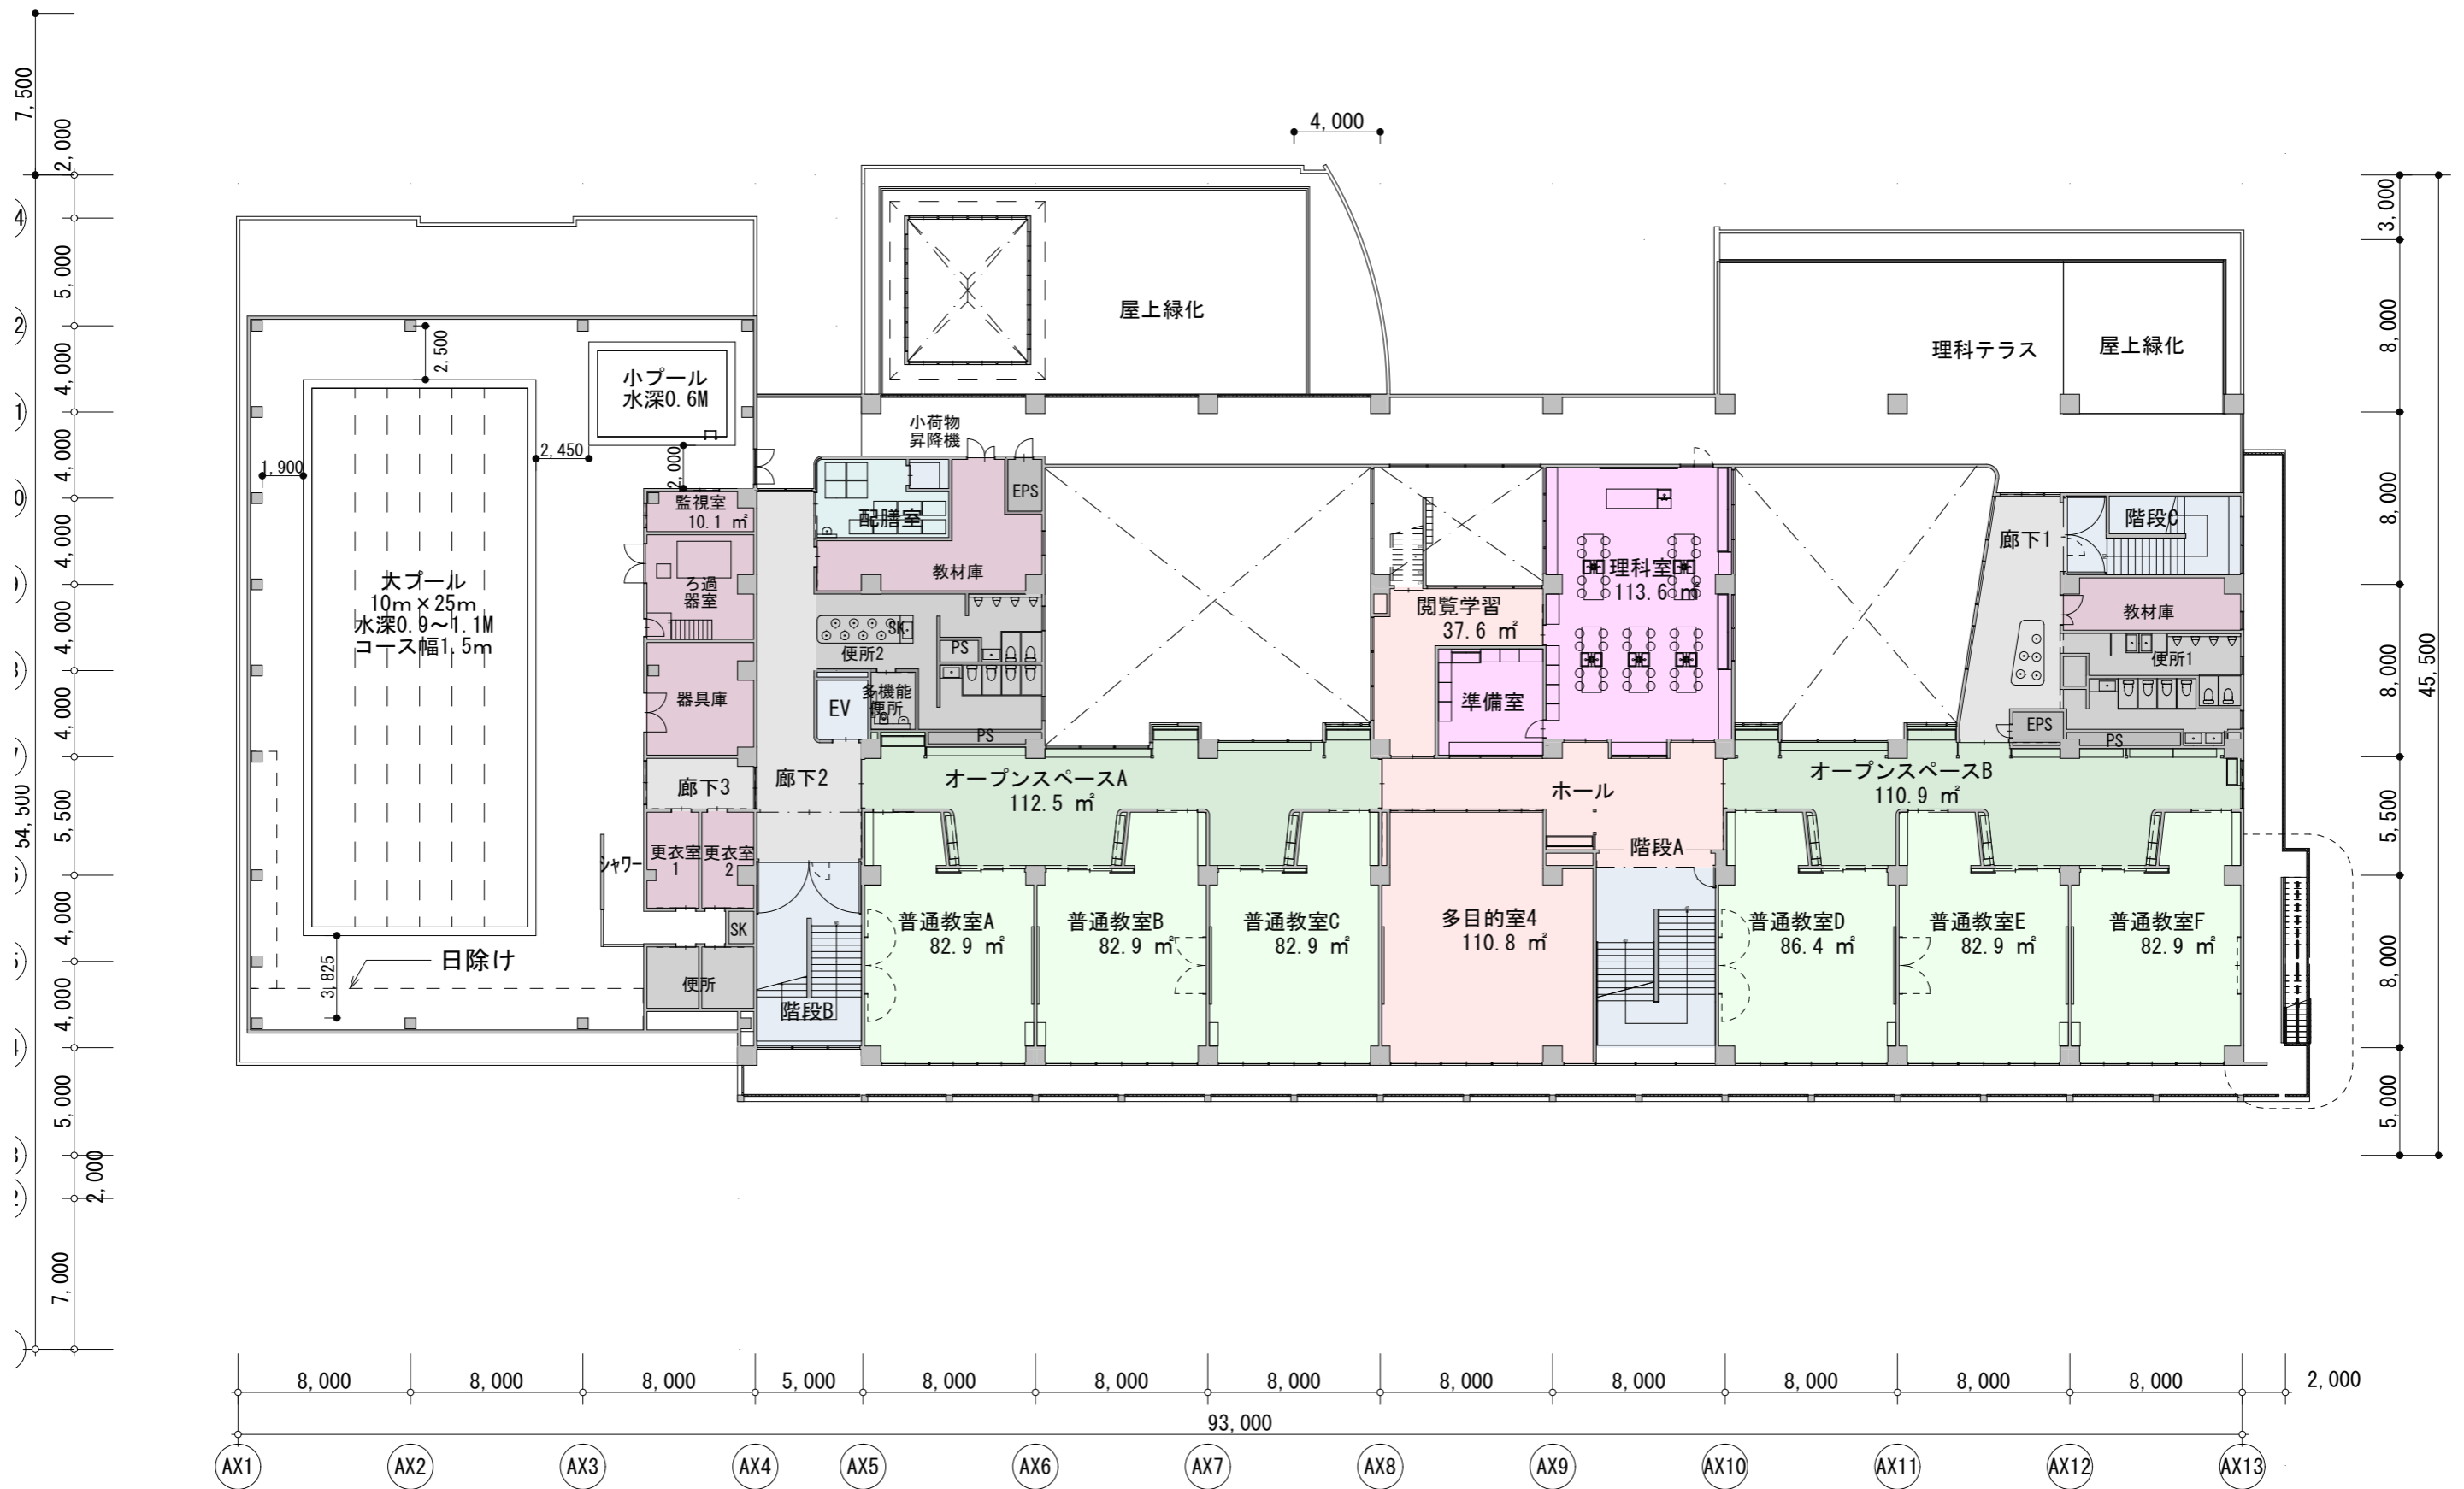 4,000
7,500
2,000
5,000
4,000
4,000
4,000
4,000
4,000
5,500
4,000
4,000
5,000
2,000
7,000
54,500
3,000
8,000
8,000
8,000
5,500
8,000
5,000
45,500
屋上緑化
理科テラス
屋上緑化
2,500
小プール
水深0.6M
小荷物
昇降機
2,450
1,900
2,000
監視室
10.1 ㎡
配膳室
EPS
階段C
廊下1
大プール
10m×25m
水深0.9~1.1M
コース幅1.5m
ろ過
器室
教材庫
理科室
113.6 ㎡
閲覧学習
37.6 ㎡
教材庫
SK
PS
便所2
便所1
器具庫
EV
多機能
便所
準備室
PS
EPS
PS
廊下3
廊下2
オープンスペースA
112.5 ㎡
ホール
オープンスペースB
110.9 ㎡
シャワー
更衣室
1
更衣室
2
階段A
SK
便所
日除け
3,825
階段B
普通教室A
82.9 ㎡
普通教室B
82.9 ㎡
普通教室C
82.9 ㎡
多目的室4
110.8 ㎡
普通教室D
86.4 ㎡
普通教室E
82.9 ㎡
普通教室F
82.9 ㎡
8,000
8,000
8,000
5,000
8,000
8,000
8,000
8,000
8,000
8,000
8,000
8,000
2,000
93,000
AX1
AX2
AX3
AX4
AX5
AX6
AX7
AX8
AX9
AX10
AX11
AX12
AX13